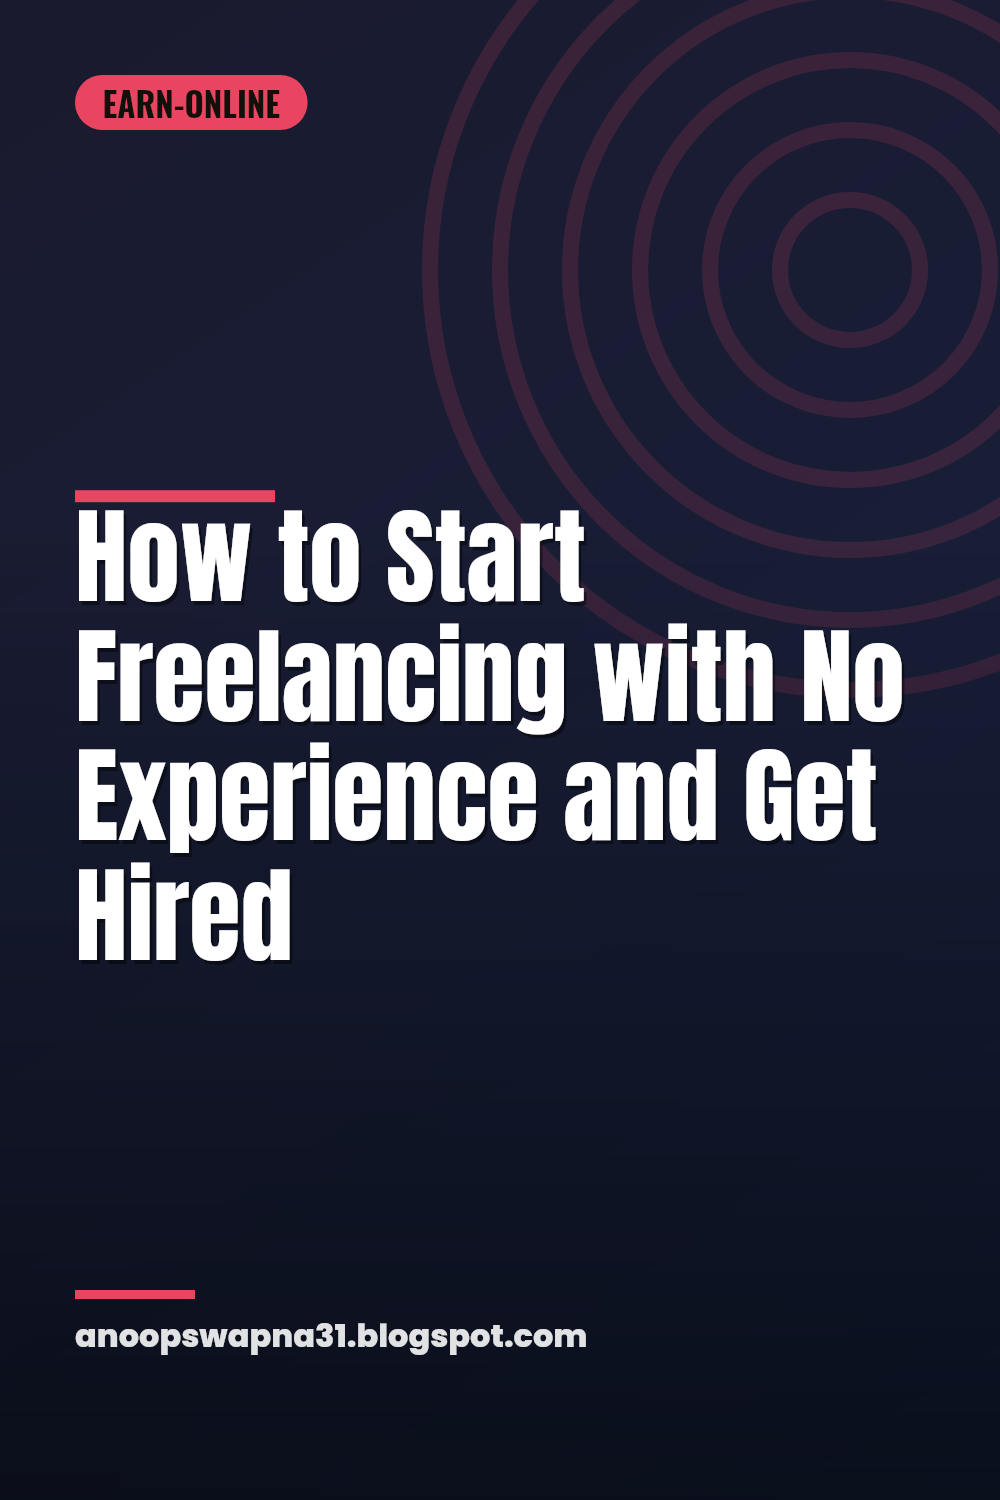 EARN-ONLINE
How to Start
Freelancing with No
Experience and Get
Hired
anoopswapna31.blogspot.com